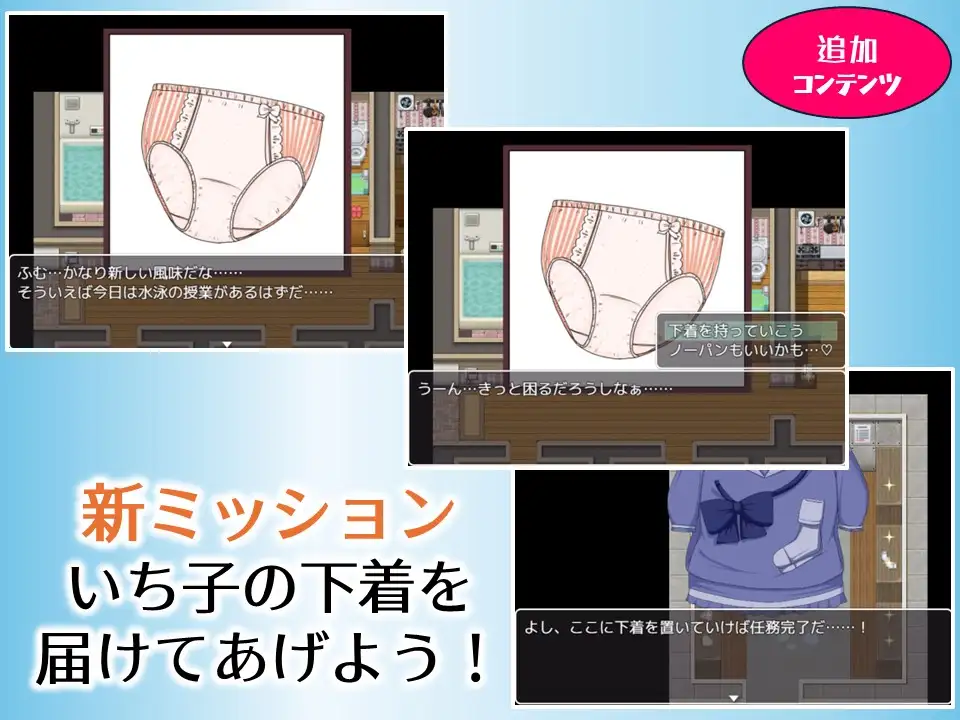 追加
コンテンツ
ふむ…かなり新しい風味だな……
そういえば今日は水泳の授業があるはずだ……
下着を持っていこう
ノーパンもいいかも…♡
うーん…きっと困るだろうしなぁ……
よし、ここに下着を置いていけば任務完了だ……！
新ミッション
いち子の下着を
届けてあげよう！